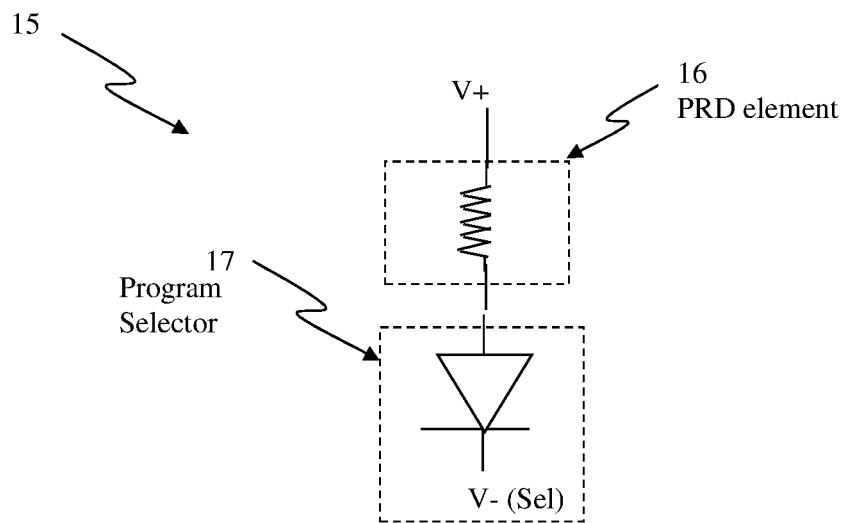 15
V+
16
PRD element
17
Program
Selector
V- (Sel)